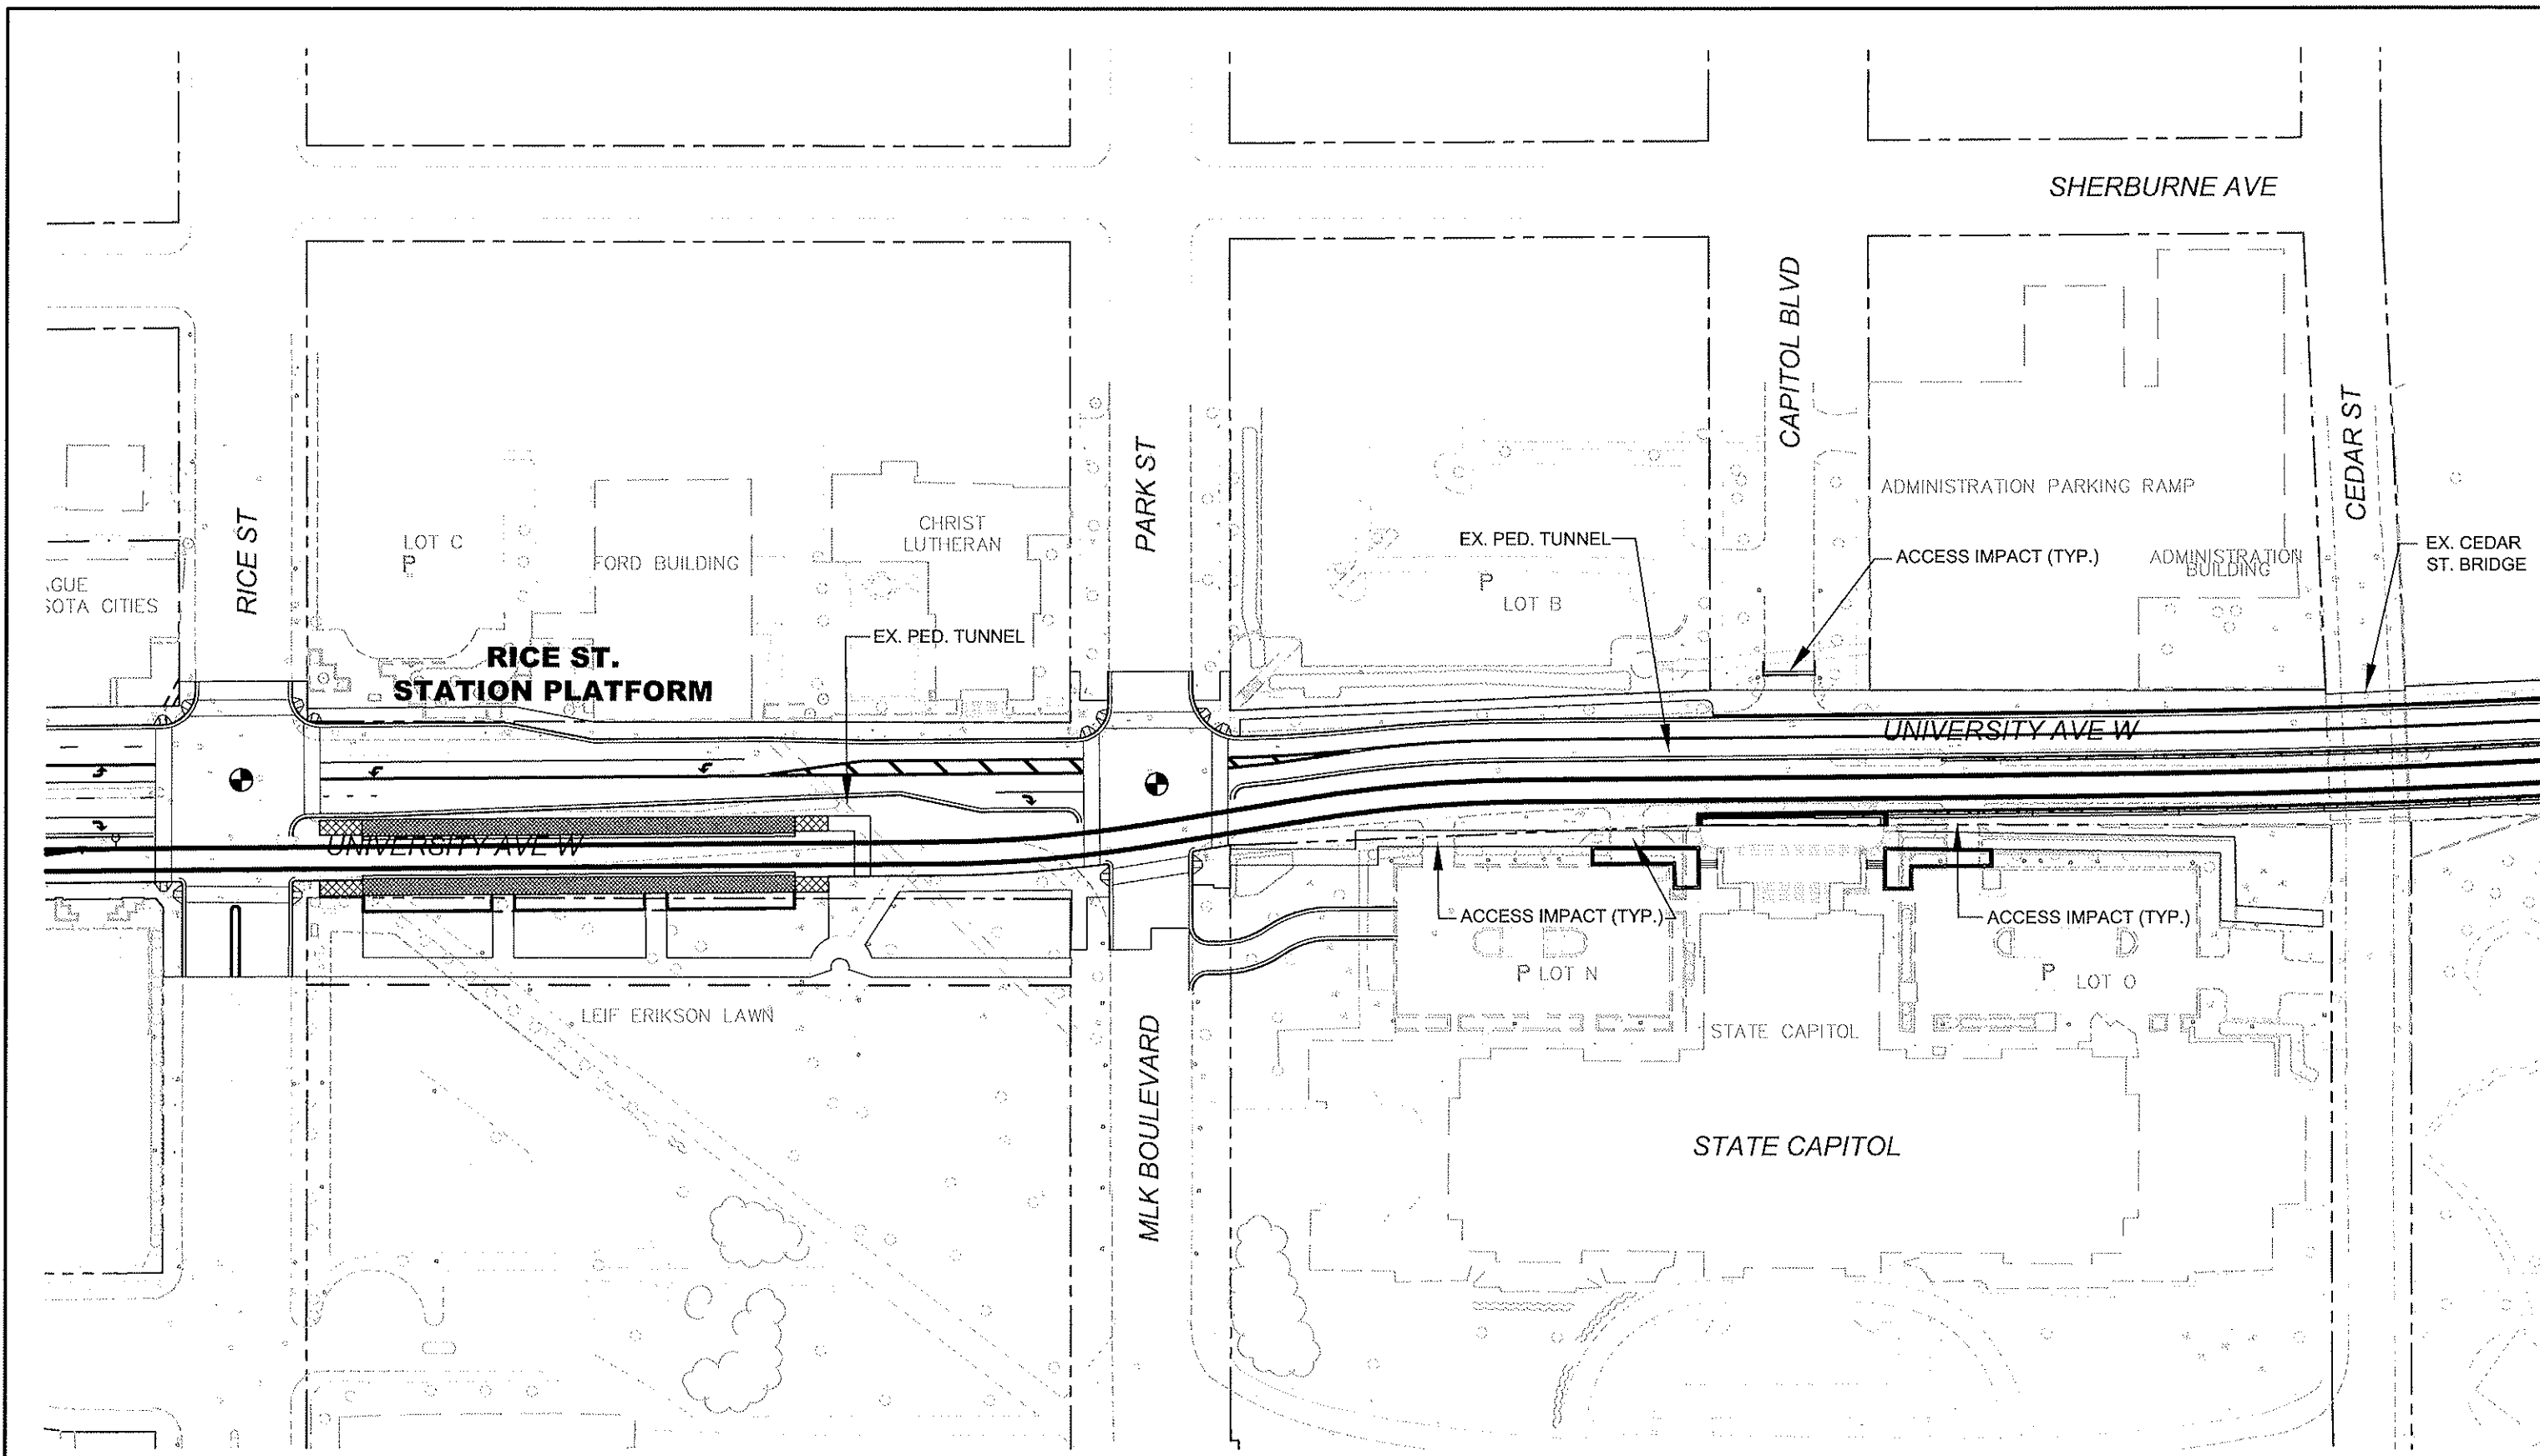 SHERBURNE AVE
CAPITOL BLVD
CEDAR ST
PARK ST
RICE ST
ADMINISTRATION PARKING RAMP
CHRIST
LUTHERAN
LOT C
P
FORD BUILDING
EX. PED. TUNNEL
P
LOT B
ACCESS IMPACT (TYP.)
ADMINISTRATION
BUILDING
EX. CEDAR
ST. BRIDGE
AGUE
SOTA CITIES
EX. PED. TUNNEL
RICE ST.
STATION PLATFORM
UNIVERSITY AVE W
UNIVERSITY AVE W
ACCESS IMPACT (TYP.)
ACCESS IMPACT (TYP.)
P LOT N
P LOT O
LEIF ERIKSON LAWN
STATE CAPITOL
MLK BOULEVARD
STATE CAPITOL